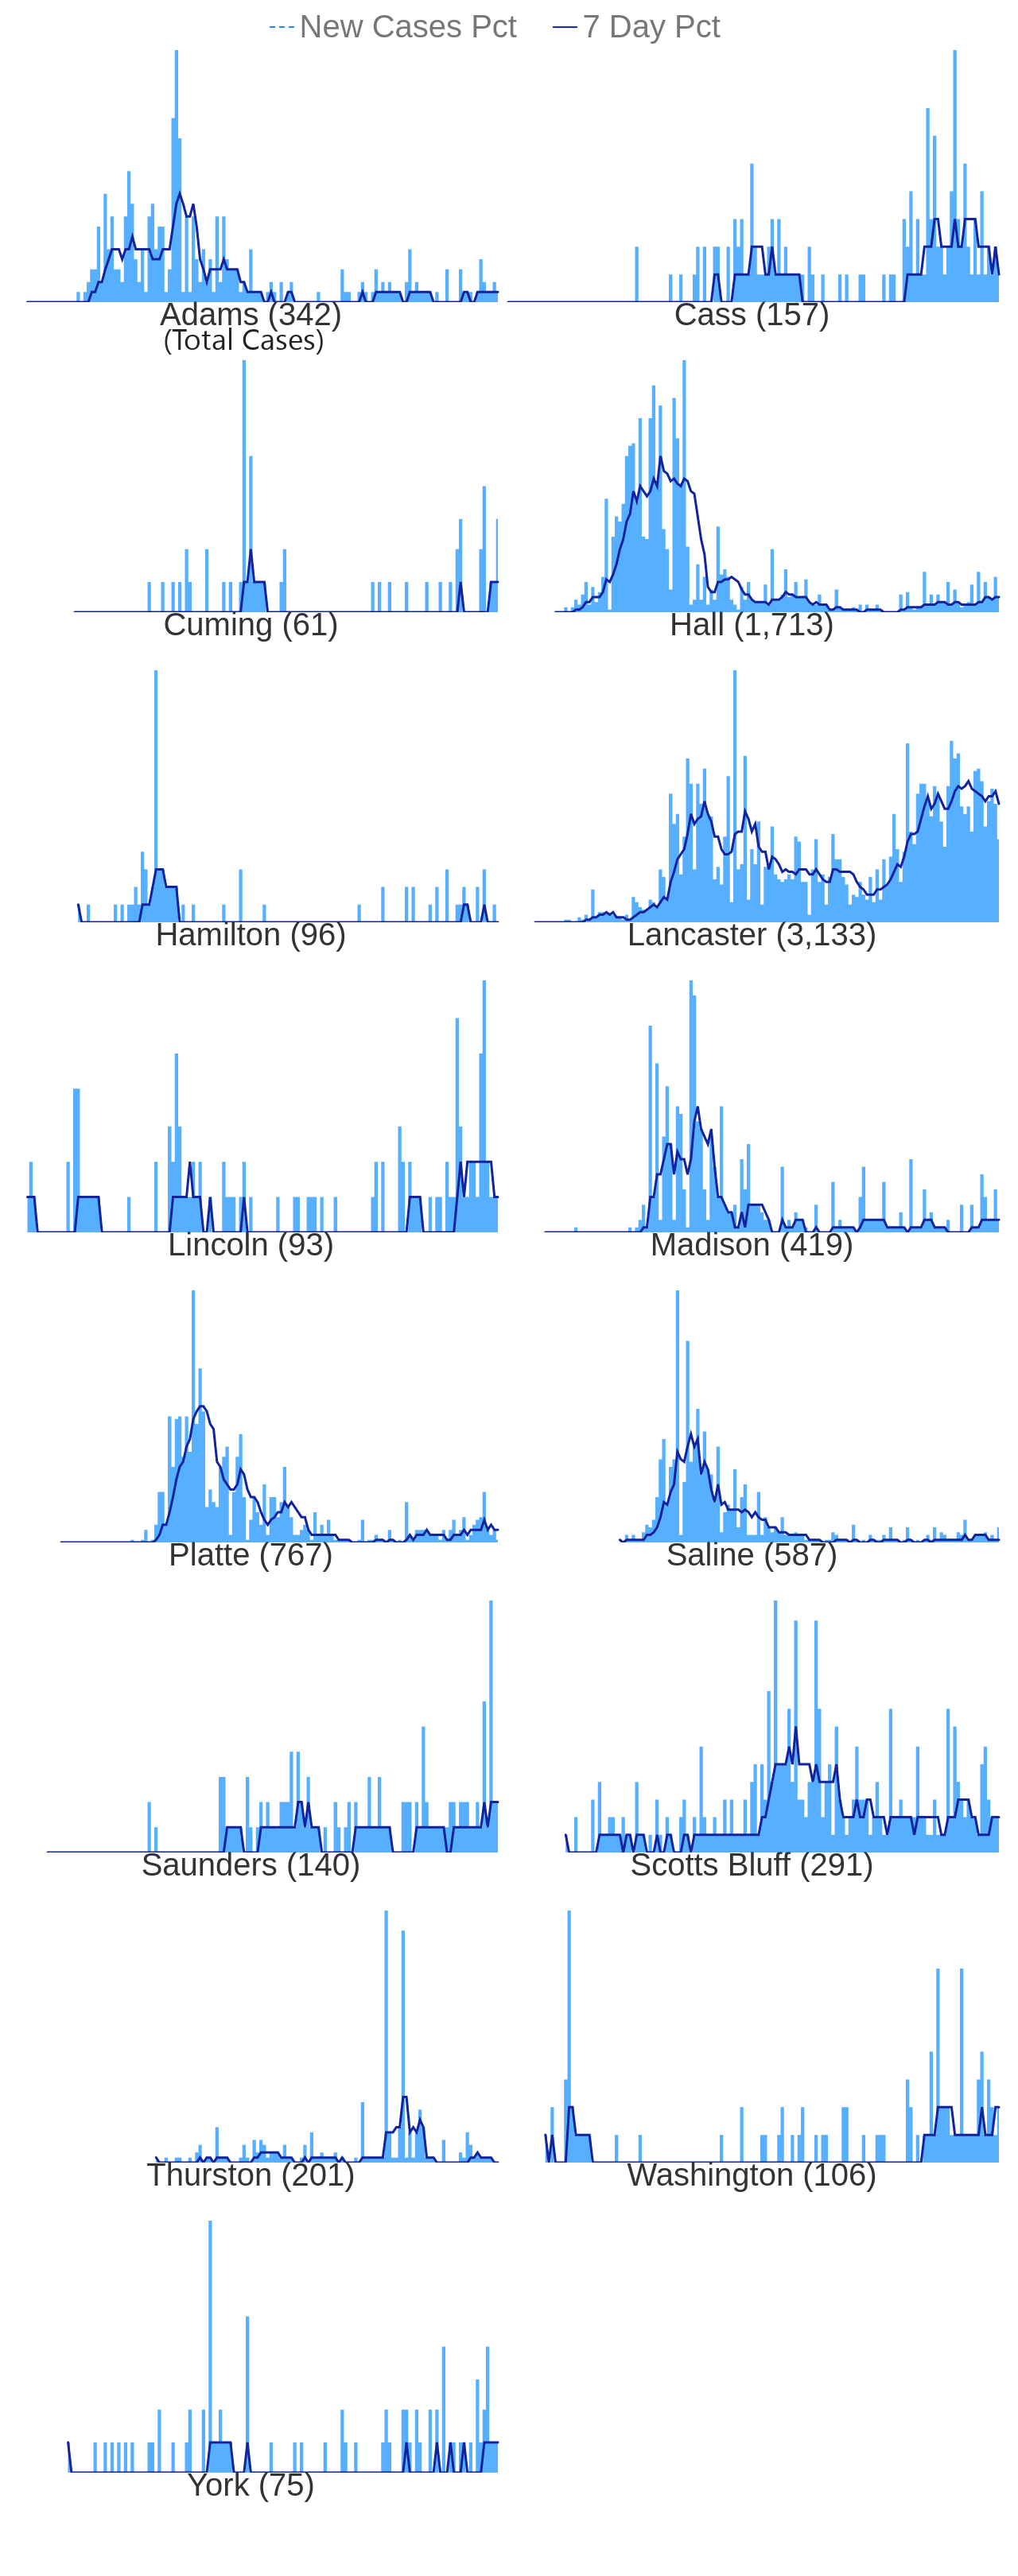 New Cases Pct 7 Day Pct
Adams (342) Cass (157)
(Total Cases)
Cuming (61) Hall (1,713)
Hamilton (96) Lancaster (3,133)
Lincoln (93) Madison (419)
Platte (767) Saline (587)
Saunders (140) Scotts Bluff (291)
Thurston (201) Washington (106)
York (75)